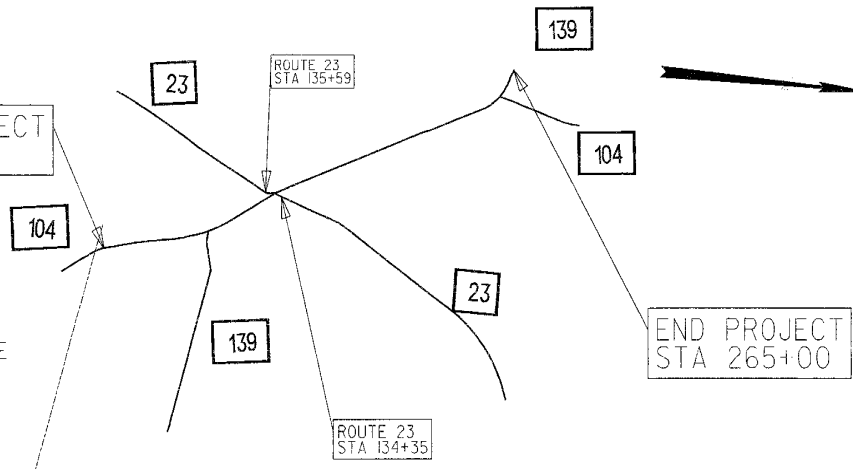 139
ROUTE 23
STA 135+59
23
ECT
104
104
23
139
E
END PROJECT
STA 265+00
ROUTE 23
STA 134+35